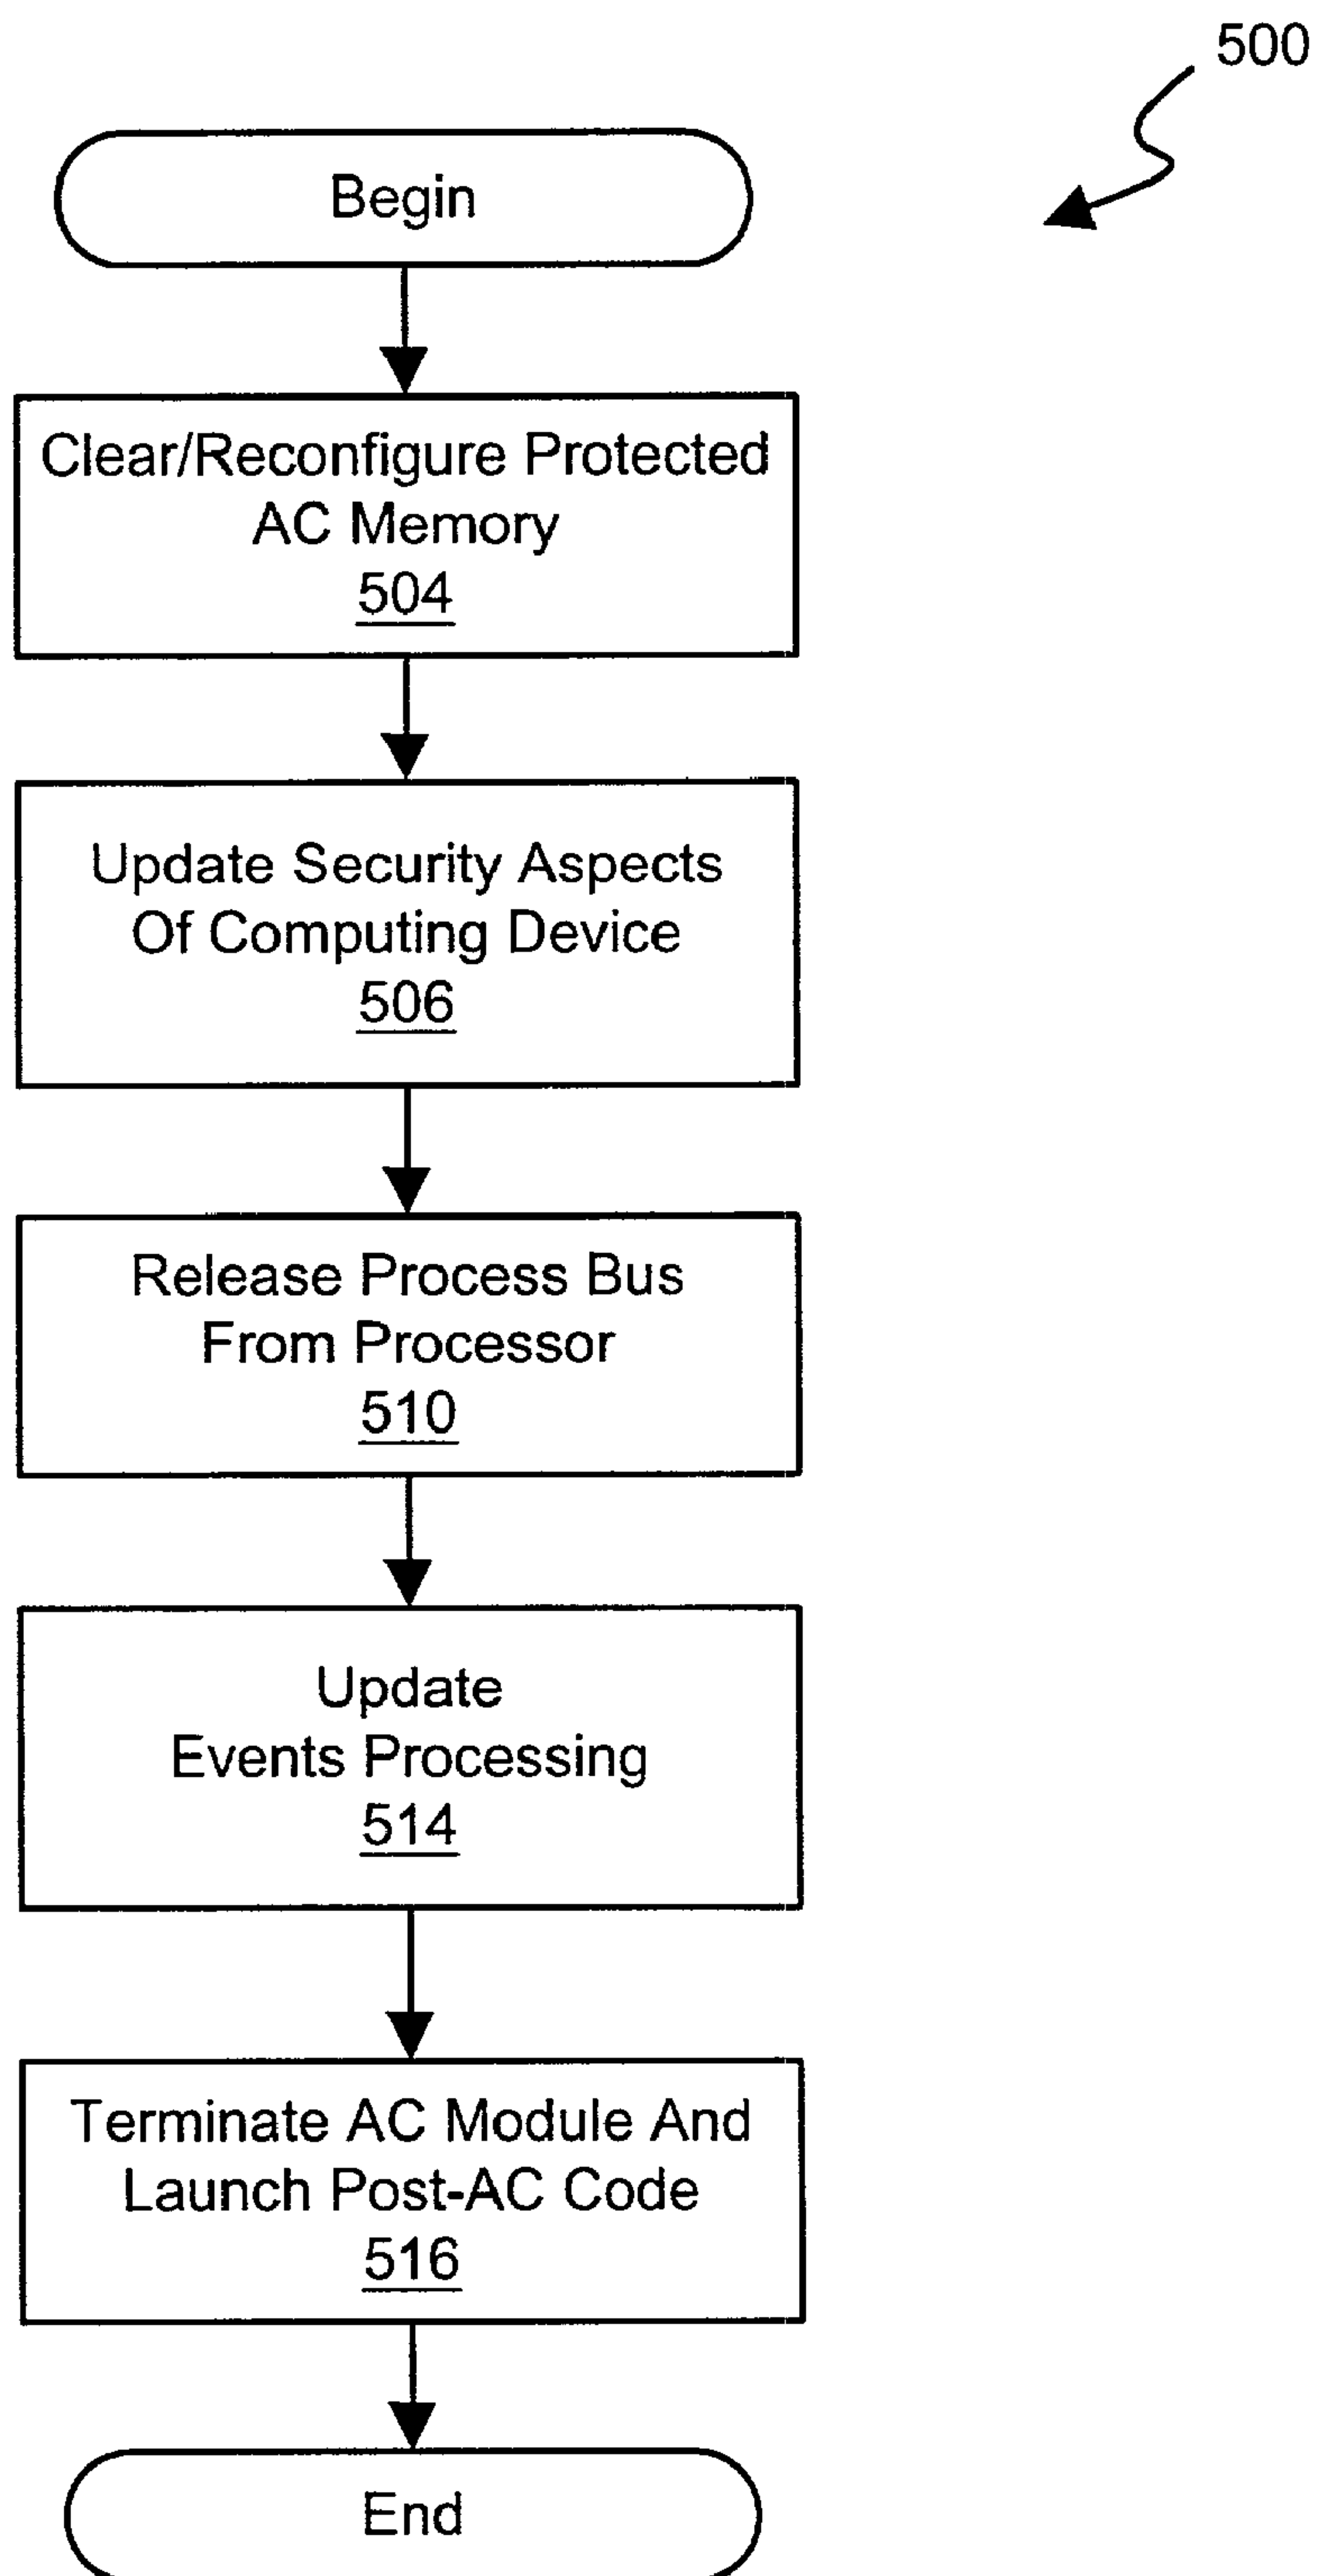 500
Begin
Clear/Reconfigure Protected
AC Memory
504
Update Security Aspects
Of Computing Device
506
Release Process Bus
From Processor
510
Update
Events Processing
514
Terminate AC Module And
Launch Post-AC Code
516
End